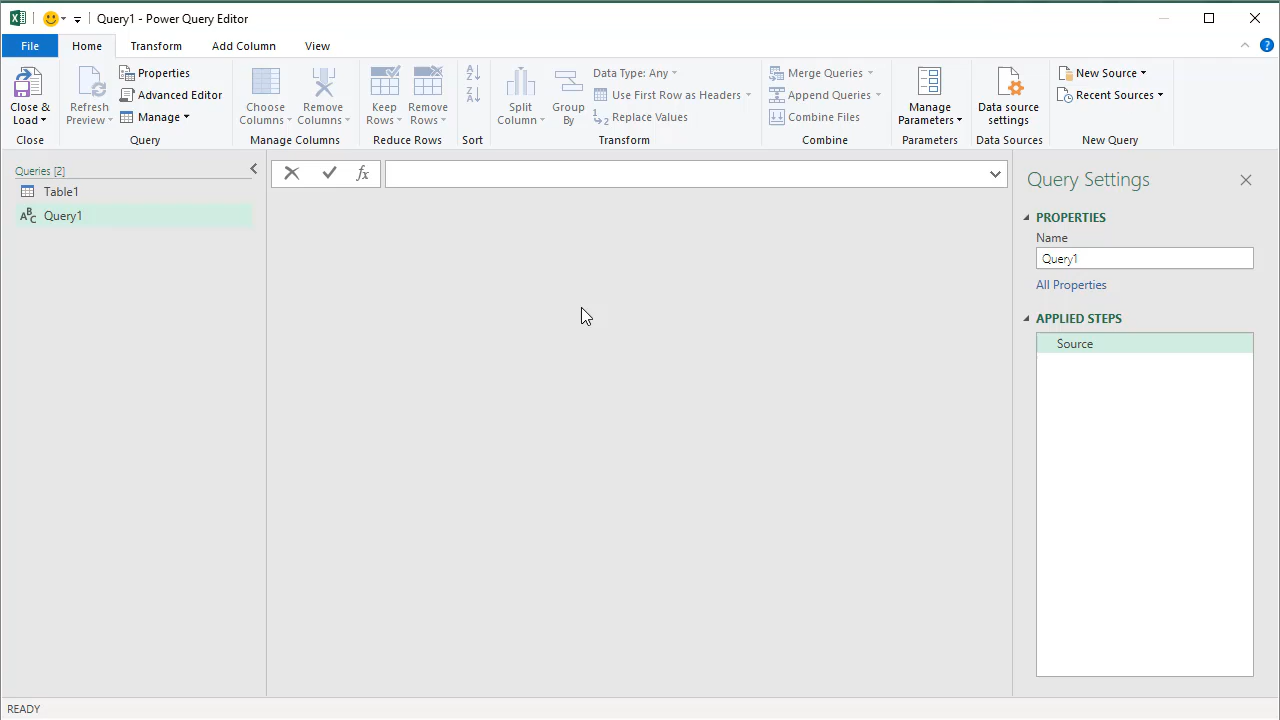 Query1 - Power Query Editor
File Home Transform Add Column View
Close & Load
Close
Refresh Preview
Properties
Advanced Editor
Manage
Query
Choose Columns
Remove Columns
Manage Columns
Keep Rows
Remove Rows
Reduce Rows
Sort
Split Column
Group By
Data Type: Any
Use First Row as Headers
Replace Values
Transform
Merge Queries
Append Queries
Combine Files
Combine
Manage Parameters
Parameters
Data source settings
Data Sources
New Source
Recent Sources
New Query
Queries [2]
Table1
ABC Query1
fx
Query Settings
PROPERTIES
Name
Query1
All Properties
APPLIED STEPS
Source
READY